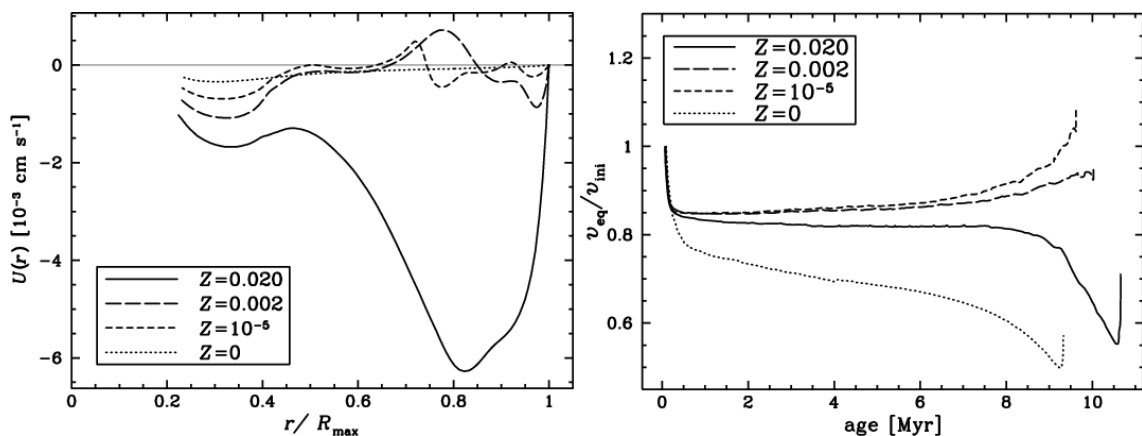 0
-2
-4
-6
U(r) [10⁻³ cm s⁻¹]
Z=0.020
Z=0.002
Z=10⁻⁵
Z=0
0 0.2 0.4 0.6 0.8 1
r/ R_max
1.2
1
0.8
0.6
υ_eq/υ_ini
Z=0.020
Z=0.002
Z=10⁻⁵
Z=0
0 2 4 6 8 10
age [Myr]